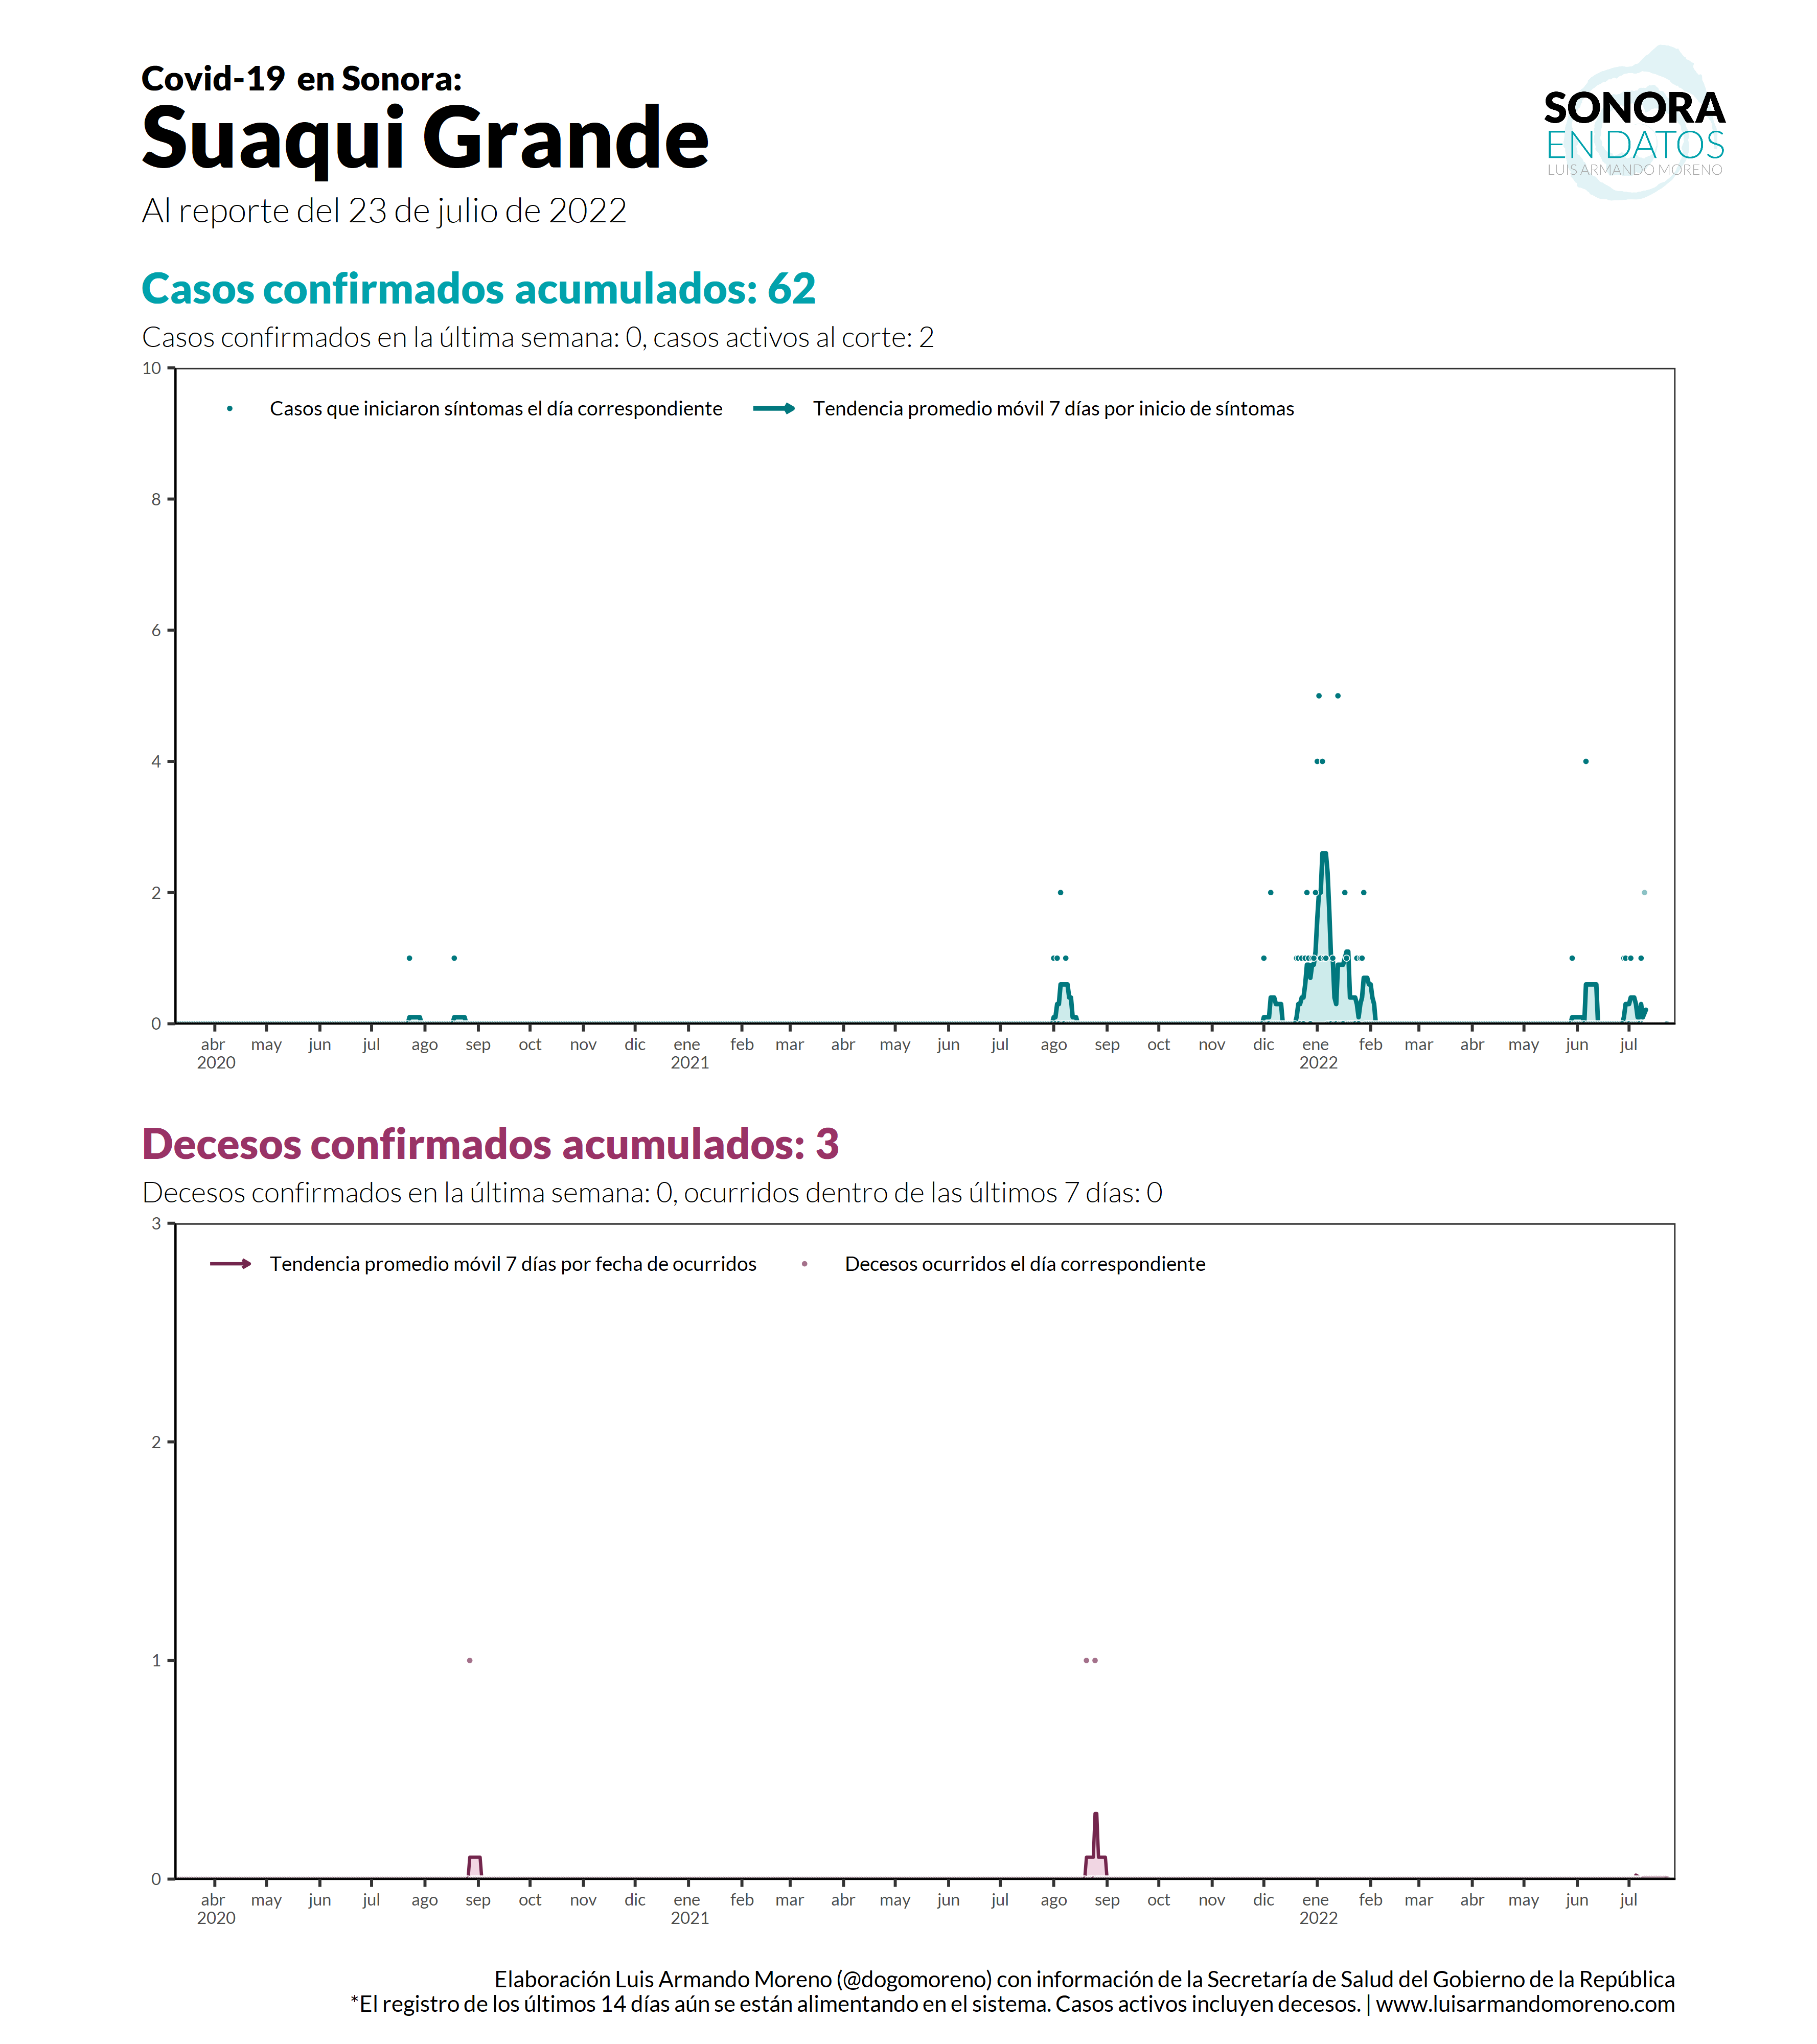 Covid-19 en Sonora:
Suaqui Grande
Al reporte del 23 de julio de 2022
SONORA
EN DATOS
LUIS ARMANDO MORENO
Casos confirmados acumulados: 62
Casos confirmados en la última semana: 0, casos activos al corte: 2
10
Casos que iniciaron síntomas el día correspondiente Tendencia promedio móvil 7 días por inicio de síntomas
8
6
4
2
0
abr may jun jul ago sep oct nov dic ene feb mar abr may jun jul ago sep oct nov dic ene feb mar abr may jun jul
2020 2021 2022
Decesos confirmados acumulados: 3
Decesos confirmados en la última semana: 0, ocurridos dentro de las últimos 7 días: 0
3
Tendencia promedio móvil 7 días por fecha de ocurridos Decesos ocurridos el día correspondiente
2
1
0
abr may jun jul ago sep oct nov dic ene feb mar abr may jun jul ago sep oct nov dic ene feb mar abr may jun jul
2020 2021 2022
Elaboración Luis Armando Moreno (@dogomoreno) con información de la Secretaría de Salud del Gobierno de la República
*El registro de los últimos 14 días aún se están alimentando en el sistema. Casos activos incluyen decesos. | www.luisarmandomoreno.com